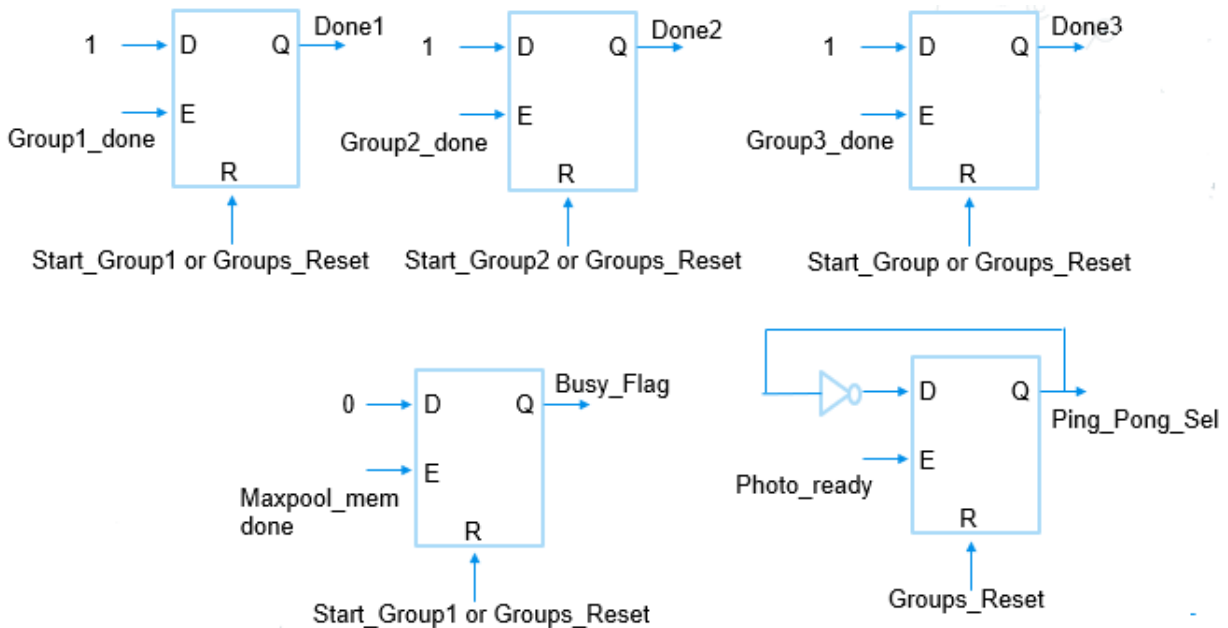 Done1
1 D Q
E
Group1_done
R
Start_Group1 or Groups_Reset
Done2
1 D Q
E
Group2_done
R
Start_Group2 or Groups_Reset
Done3
1 D Q
E
Group3_done
R
Start_Group or Groups_Reset
Busy_Flag
0 D Q
E
Maxpool_mem
done
R
Start_Group1 or Groups_Reset
D Q
Ping_Pong_Sel
E
Photo_ready
R
Groups_Reset